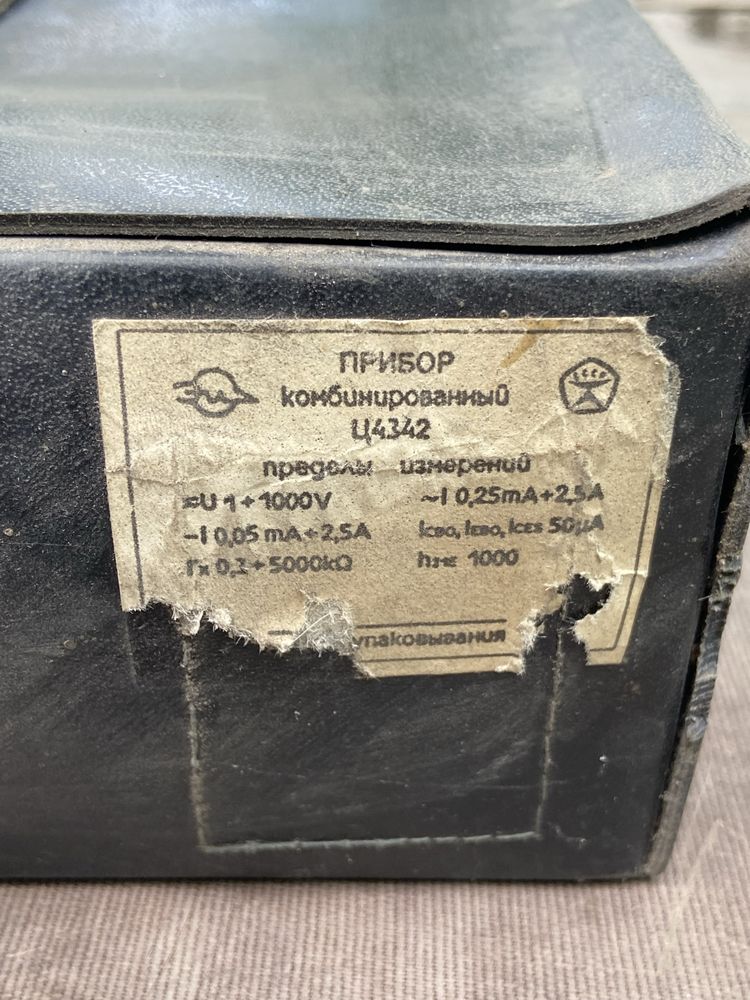 ПРИБОР
комбинированный
Ц4342
пределы измерений
≂U 1÷1000V ~I 0,25mA÷2,5A
–I 0,05 mA÷2,5A ICBO, IEBO, ICES 50μA
rx 0,3÷5000kΩ h21E 1000
упаковывания
СССР